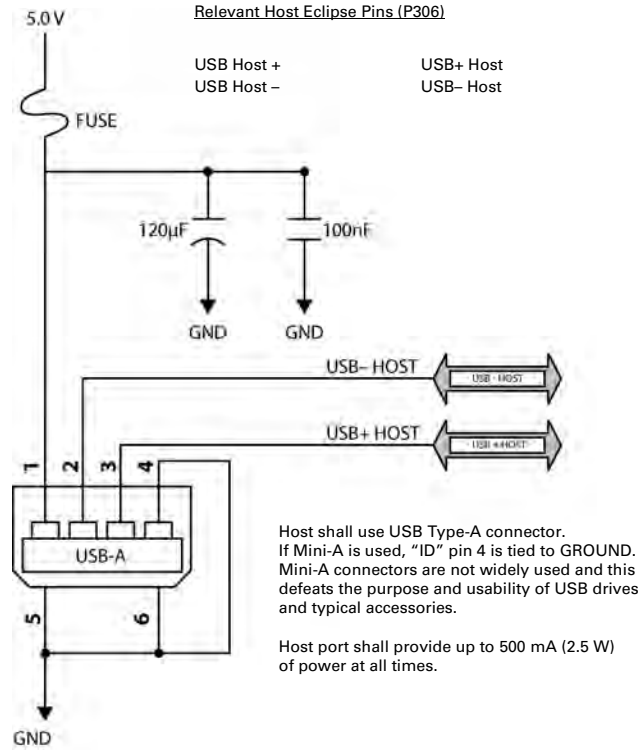 Relevant Host Eclipse Pins (P306)
5.0 V
USB Host + USB+ Host
USB Host – USB– Host
FUSE
120µF
100nF
GND
GND
USB– HOST
USB - HOST
USB+ HOST
USB + HOST
1
2
3
4
USB-A
5
6
GND
Host shall use USB Type-A connector.
If Mini-A is used, “ID” pin 4 is tied to GROUND.
Mini-A connectors are not widely used and this
defeats the purpose and usability of USB drives
and typical accessories.
Host port shall provide up to 500 mA (2.5 W)
of power at all times.